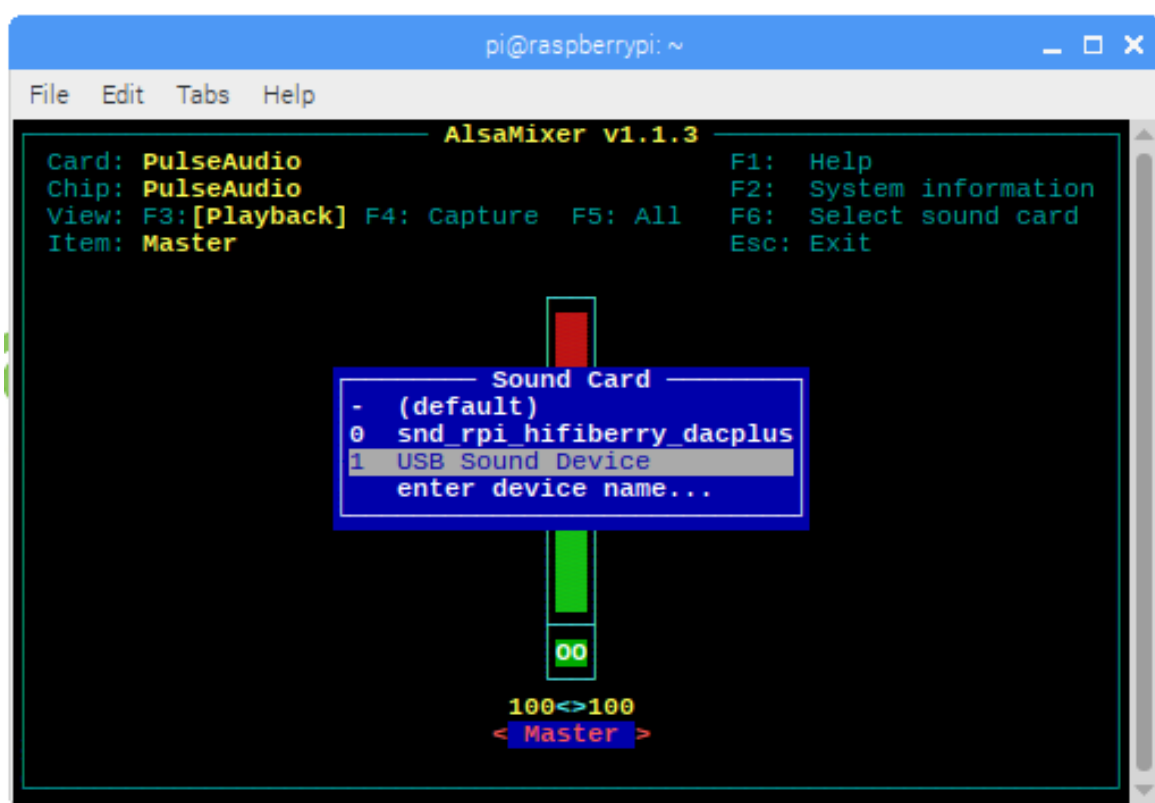 pi@raspberrypi: ~
File Edit Tabs Help
AlsaMixer v1.1.3
Card: PulseAudio F1: Help
Chip: PulseAudio F2: System information
View: F3:[Playback] F4: Capture F5: All F6: Select sound card
Item: Master Esc: Exit
Sound Card
- (default)
0 snd_rpi_hifiberry_dacplus
1 USB Sound Device
enter device name...
OO
100<>100
< Master >